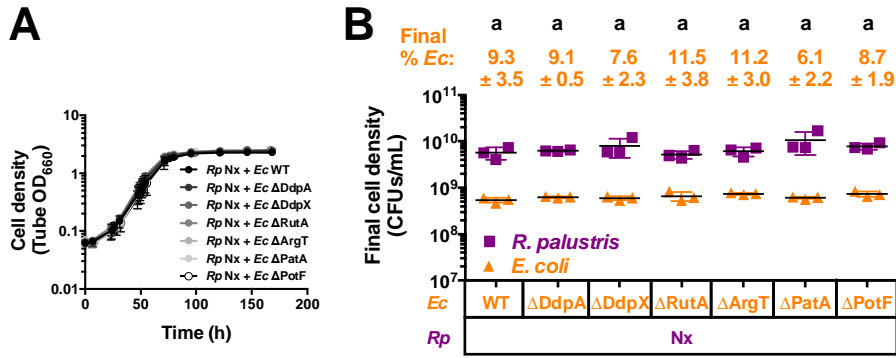 A
Cell density
(Tube OD660)
10
1
0.1
0.01
0
50
100
150
200
Time (h)
Rp Nx + Ec WT
Rp Nx + Ec ΔDdpA
Rp Nx + Ec ΔDdpX
Rp Nx + Ec ΔRutA
Rp Nx + Ec ΔArgT
Rp Nx + Ec ΔPatA
Rp Nx + Ec ΔPotF
B
a a a a a a a
Final
% Ec:
9.3 9.1 7.6 11.5 11.2 6.1 8.7
± 3.5 ± 0.5 ± 2.3 ± 3.8 ± 3.0 ± 2.2 ± 1.9
Final cell density
(CFUs/mL)
10^11
10^10
10^9
10^8
10^7
R. palustris
E. coli
Ec WT ΔDdpA ΔDdpX ΔRutA ΔArgT ΔPatA ΔPotF
Rp Nx